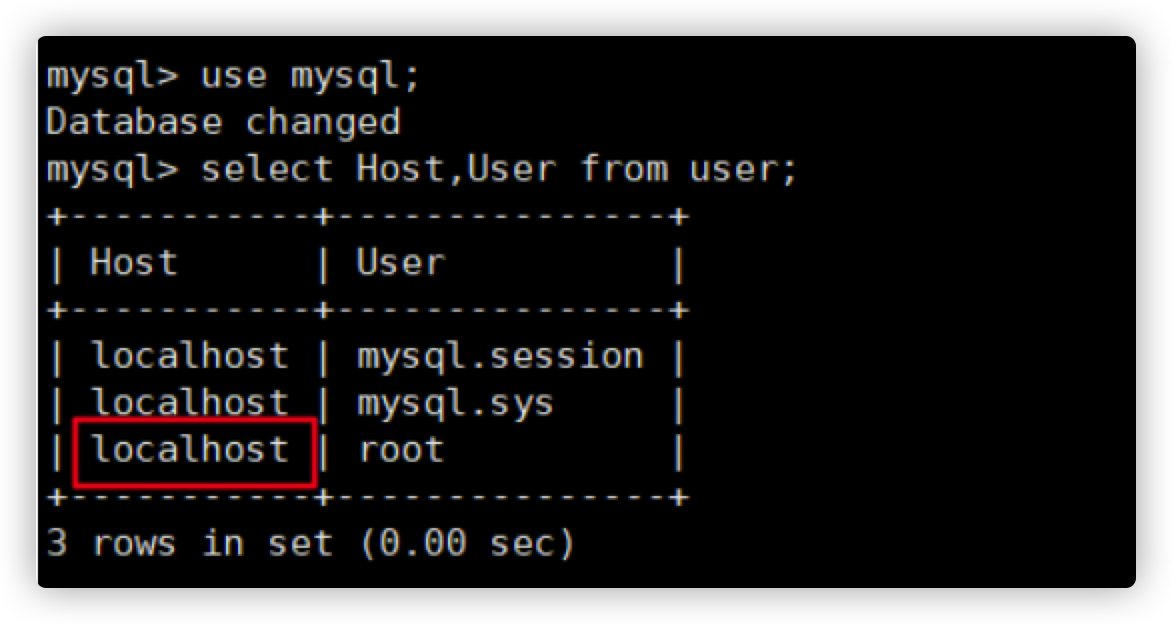 mysql> use mysql;
Database changed
mysql> select Host,User from user;
+-----------+---------------+
| Host      | User          |
+-----------+---------------+
| localhost | mysql.session |
| localhost | mysql.sys     |
| localhost | root          |
+-----------+---------------+
3 rows in set (0.00 sec)